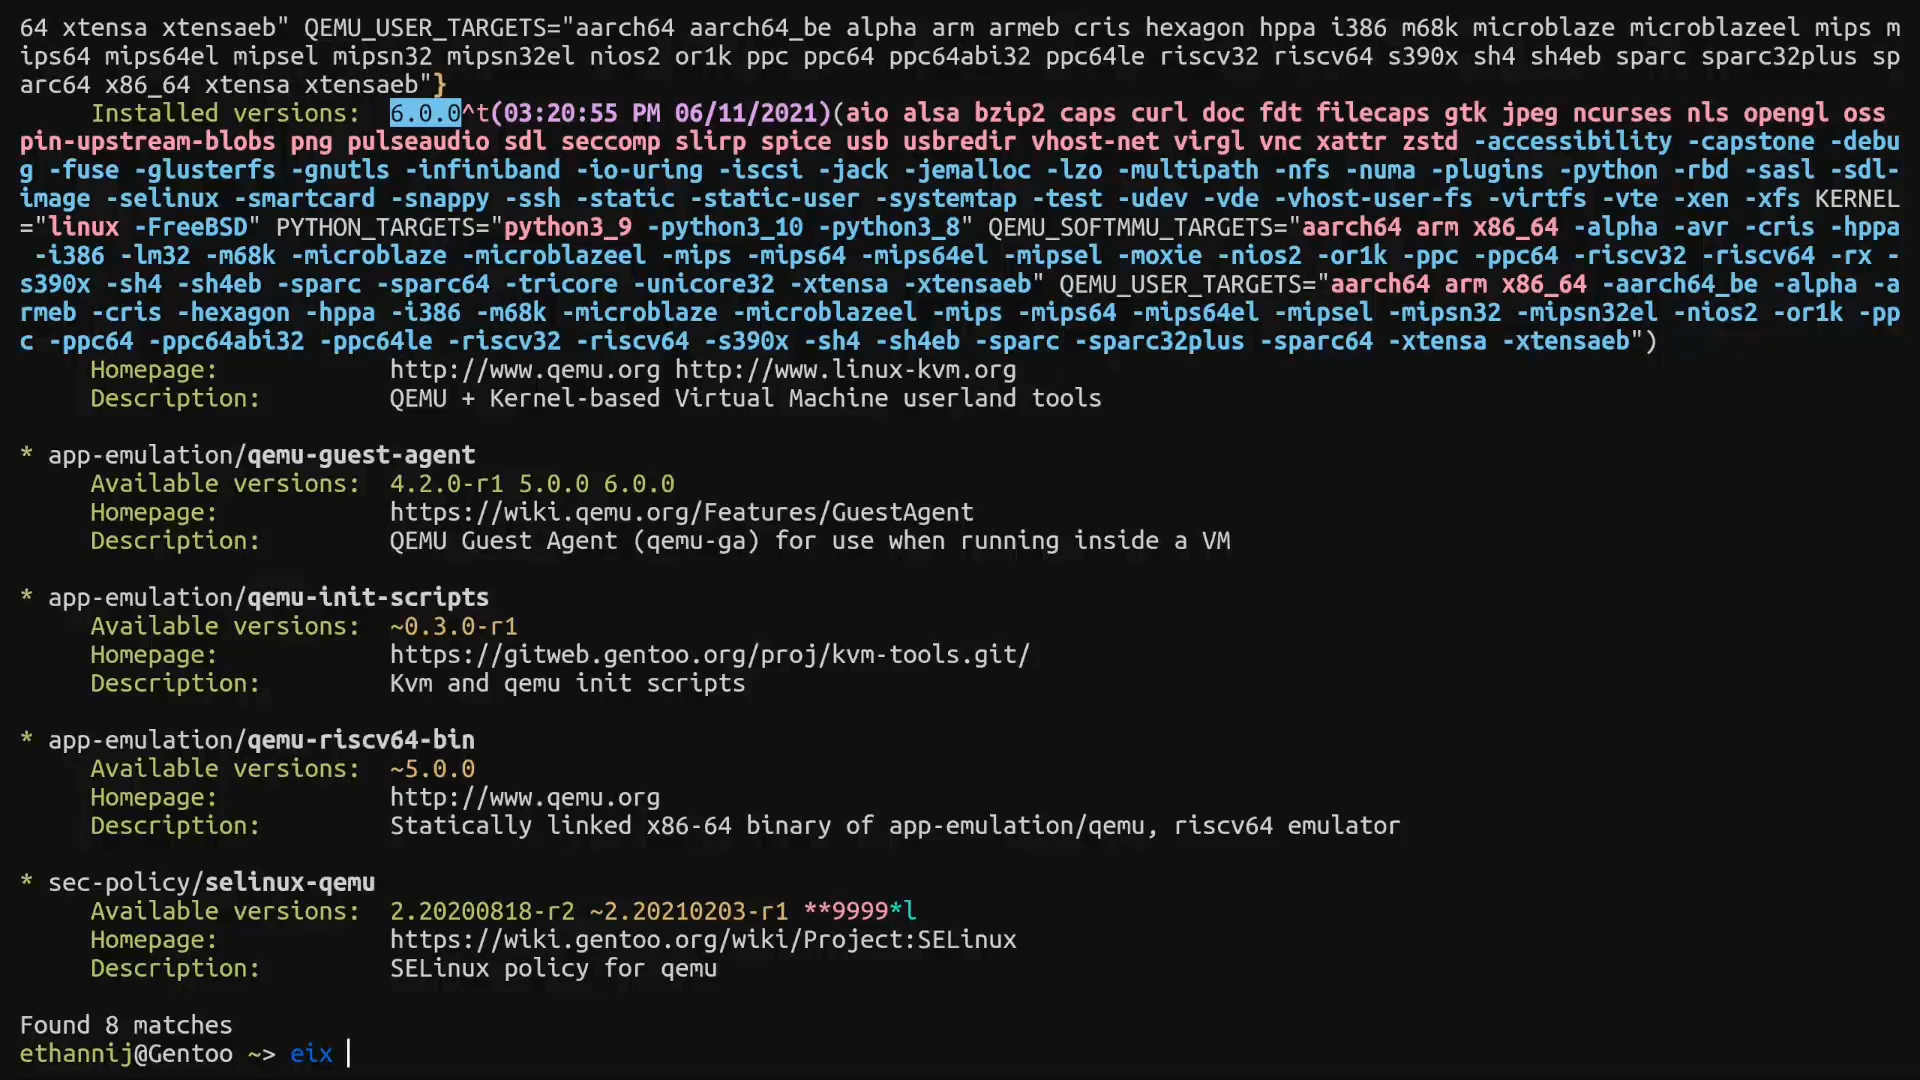 64 xtensa xtensaeb" QEMU_USER_TARGETS="aarch64 aarch64_be alpha arm armeb cris hexagon hppa i386 m68k microblaze microblazeel mips m
ips64 mips64el mipsel mipsn32 mipsn32el nios2 or1k ppc ppc64 ppc64abi32 ppc64le riscv32 riscv64 s390x sh4 sh4eb sparc sparc32plus sp
arc64 x86_64 xtensa xtensaeb"}
Installed versions:  6.0.0^t(03:20:55 PM 06/11/2021)(aio alsa bzip2 caps curl doc fdt filecaps gtk jpeg ncurses nls opengl oss
pin-upstream-blobs png pulseaudio sdl seccomp slirp spice usb usbredir vhost-net virgl vnc xattr zstd -accessibility -capstone -debu
g -fuse -glusterfs -gnutls -infiniband -io-uring -iscsi -jack -jemalloc -lzo -multipath -nfs -numa -plugins -python -rbd -sasl -sdl-
image -selinux -smartcard -snappy -ssh -static -static-user -systemtap -test -udev -vde -vhost-user-fs -virtfs -vte -xen -xfs KERNEL
="linux -FreeBSD" PYTHON_TARGETS="python3_9 -python3_10 -python3_8" QEMU_SOFTMMU_TARGETS="aarch64 arm x86_64 -alpha -avr -cris -hppa
-i386 -lm32 -m68k -microblaze -microblazeel -mips -mips64 -mips64el -mipsel -moxie -nios2 -or1k -ppc -ppc64 -riscv32 -riscv64 -rx -
s390x -sh4 -sh4eb -sparc -sparc64 -tricore -unicore32 -xtensa -xtensaeb" QEMU_USER_TARGETS="aarch64 arm x86_64 -aarch64_be -alpha -a
rmeb -cris -hexagon -hppa -i386 -m68k -microblaze -microblazeel -mips -mips64 -mips64el -mipsel -mipsn32 -mipsn32el -nios2 -or1k -pp
c -ppc64 -ppc64abi32 -ppc64le -riscv32 -riscv64 -s390x -sh4 -sh4eb -sparc -sparc32plus -sparc64 -xtensa -xtensaeb")
Homepage:            http://www.qemu.org http://www.linux-kvm.org
Description:         QEMU + Kernel-based Virtual Machine userland tools
* app-emulation/qemu-guest-agent
Available versions:  4.2.0-r1 5.0.0 6.0.0
Homepage:            https://wiki.qemu.org/Features/GuestAgent
Description:         QEMU Guest Agent (qemu-ga) for use when running inside a VM
* app-emulation/qemu-init-scripts
Available versions:  ~0.3.0-r1
Homepage:            https://gitweb.gentoo.org/proj/kvm-tools.git/
Description:         Kvm and qemu init scripts
* app-emulation/qemu-riscv64-bin
Available versions:  ~5.0.0
Homepage:            http://www.qemu.org
Description:         Statically linked x86-64 binary of app-emulation/qemu, riscv64 emulator
* sec-policy/selinux-qemu
Available versions:  2.20200818-r2 ~2.20210203-r1 **9999*l
Homepage:            https://wiki.gentoo.org/wiki/Project:SELinux
Description:         SELinux policy for qemu
Found 8 matches
ethannij@Gentoo ~> eix